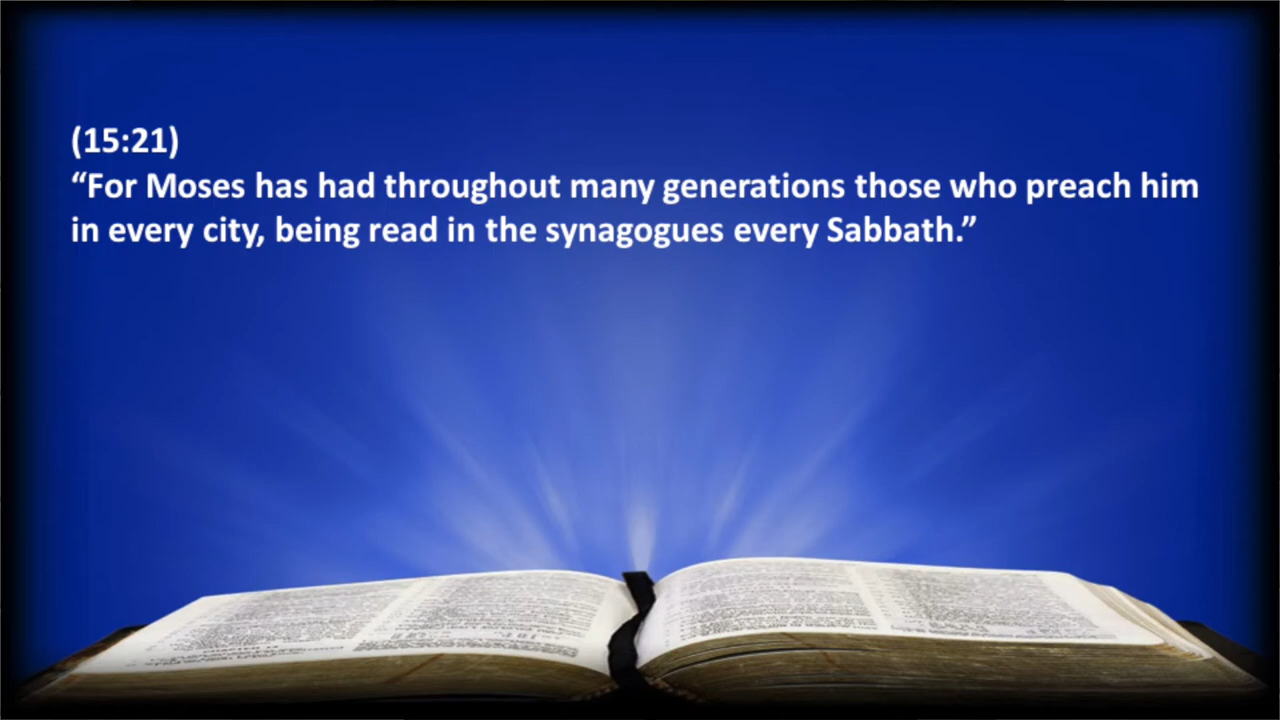 (15:21)
“For Moses has had throughout many generations those who preach him
in every city, being read in the synagogues every Sabbath.”